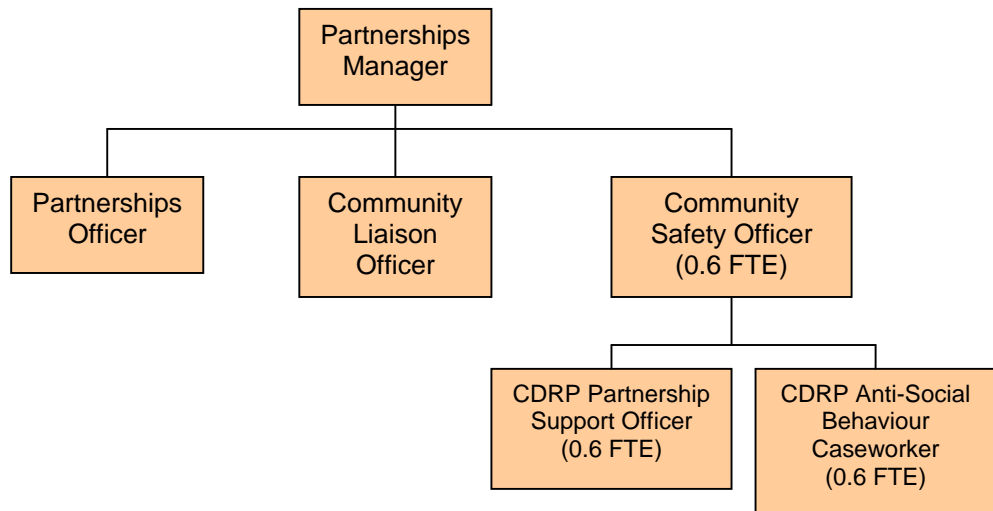 Partnerships
Manager
Partnerships
Officer
Community
Liaison
Officer
Community
Safety Officer
(0.6 FTE)
CDRP Partnership
Support Officer
(0.6 FTE)
CDRP Anti-Social
Behaviour
Caseworker
(0.6 FTE)